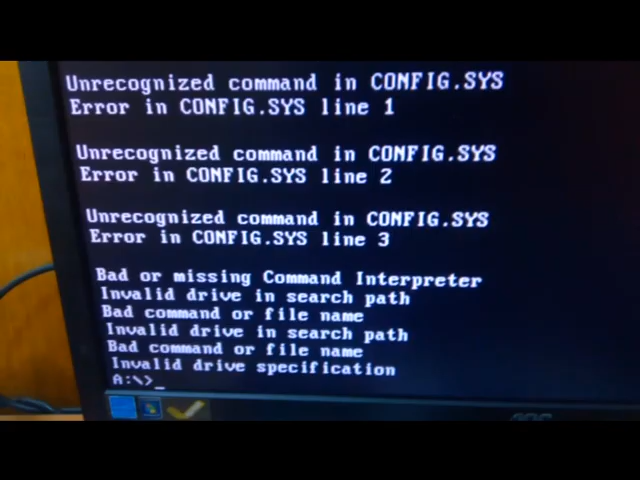 Unrecognized command in CONFIG.SYS
Error in CONFIG.SYS line 1
Unrecognized command in CONFIG.SYS
Error in CONFIG.SYS line 2
Unrecognized command in CONFIG.SYS
Error in CONFIG.SYS line 3
Bad or missing Command Interpreter
Invalid drive in search path
Bad command or file name
Invalid drive in search path
Bad command or file name
Invalid drive specification
A:\>_